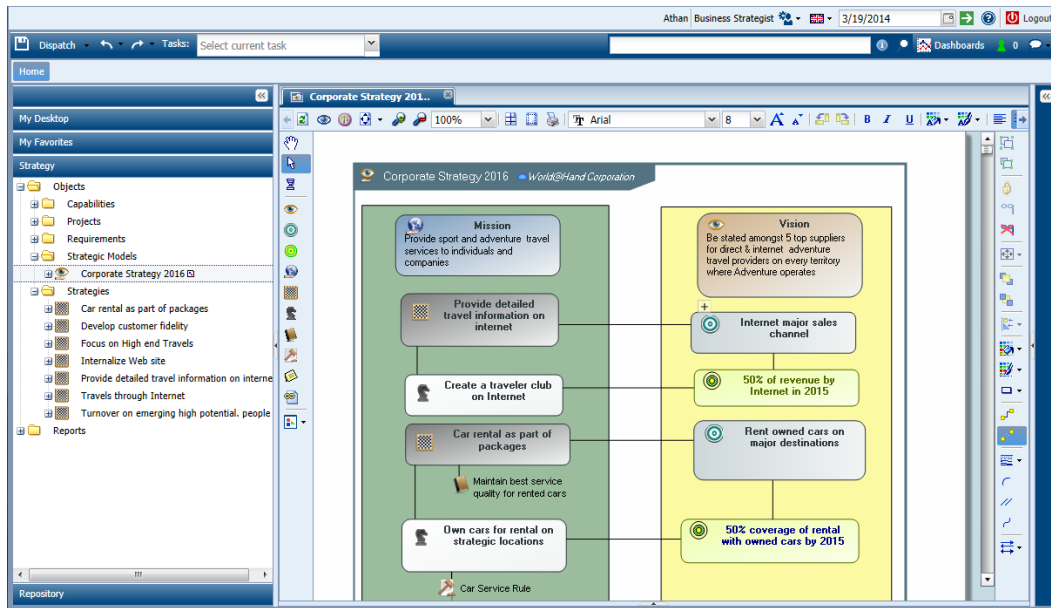 Athan Business Strategist 3/19/2014 Logout
Dispatch Tasks: Select current task Dashboards 0
Home
Corporate Strategy 201..
My Desktop
100% Tr Arial 8 A A B I U
My Favorites
Strategy
Objects
Capabilities
Projects
Requirements
Strategic Models
Corporate Strategy 2016
Strategies
Car rental as part of packages
Develop customer fidelity
Focus on High end Travels
Internalize Web site
Provide detailed travel information on interne
Travels through Internet
Turnover on emerging high potential. people
Reports
Repository
Corporate Strategy 2016 World@Hand Corporation
Mission
Provide sport and adventure travel
services to individuals and
companies
Vision
Be stated amongst 5 top suppliers
for direct & internet adventure
travel providers on every territory
where Adventure operates
Provide detailed
travel information on
internet
Internet major sales
channel
Create a traveler club
on Internet
50% of revenue by
Internet in 2015
Car rental as part of
packages
Rent owned cars on
major destinations
Maintain best service
quality for rented cars
Own cars for rental on
strategic locations
50% coverage of rental
with owned cars by 2015
Car Service Rule